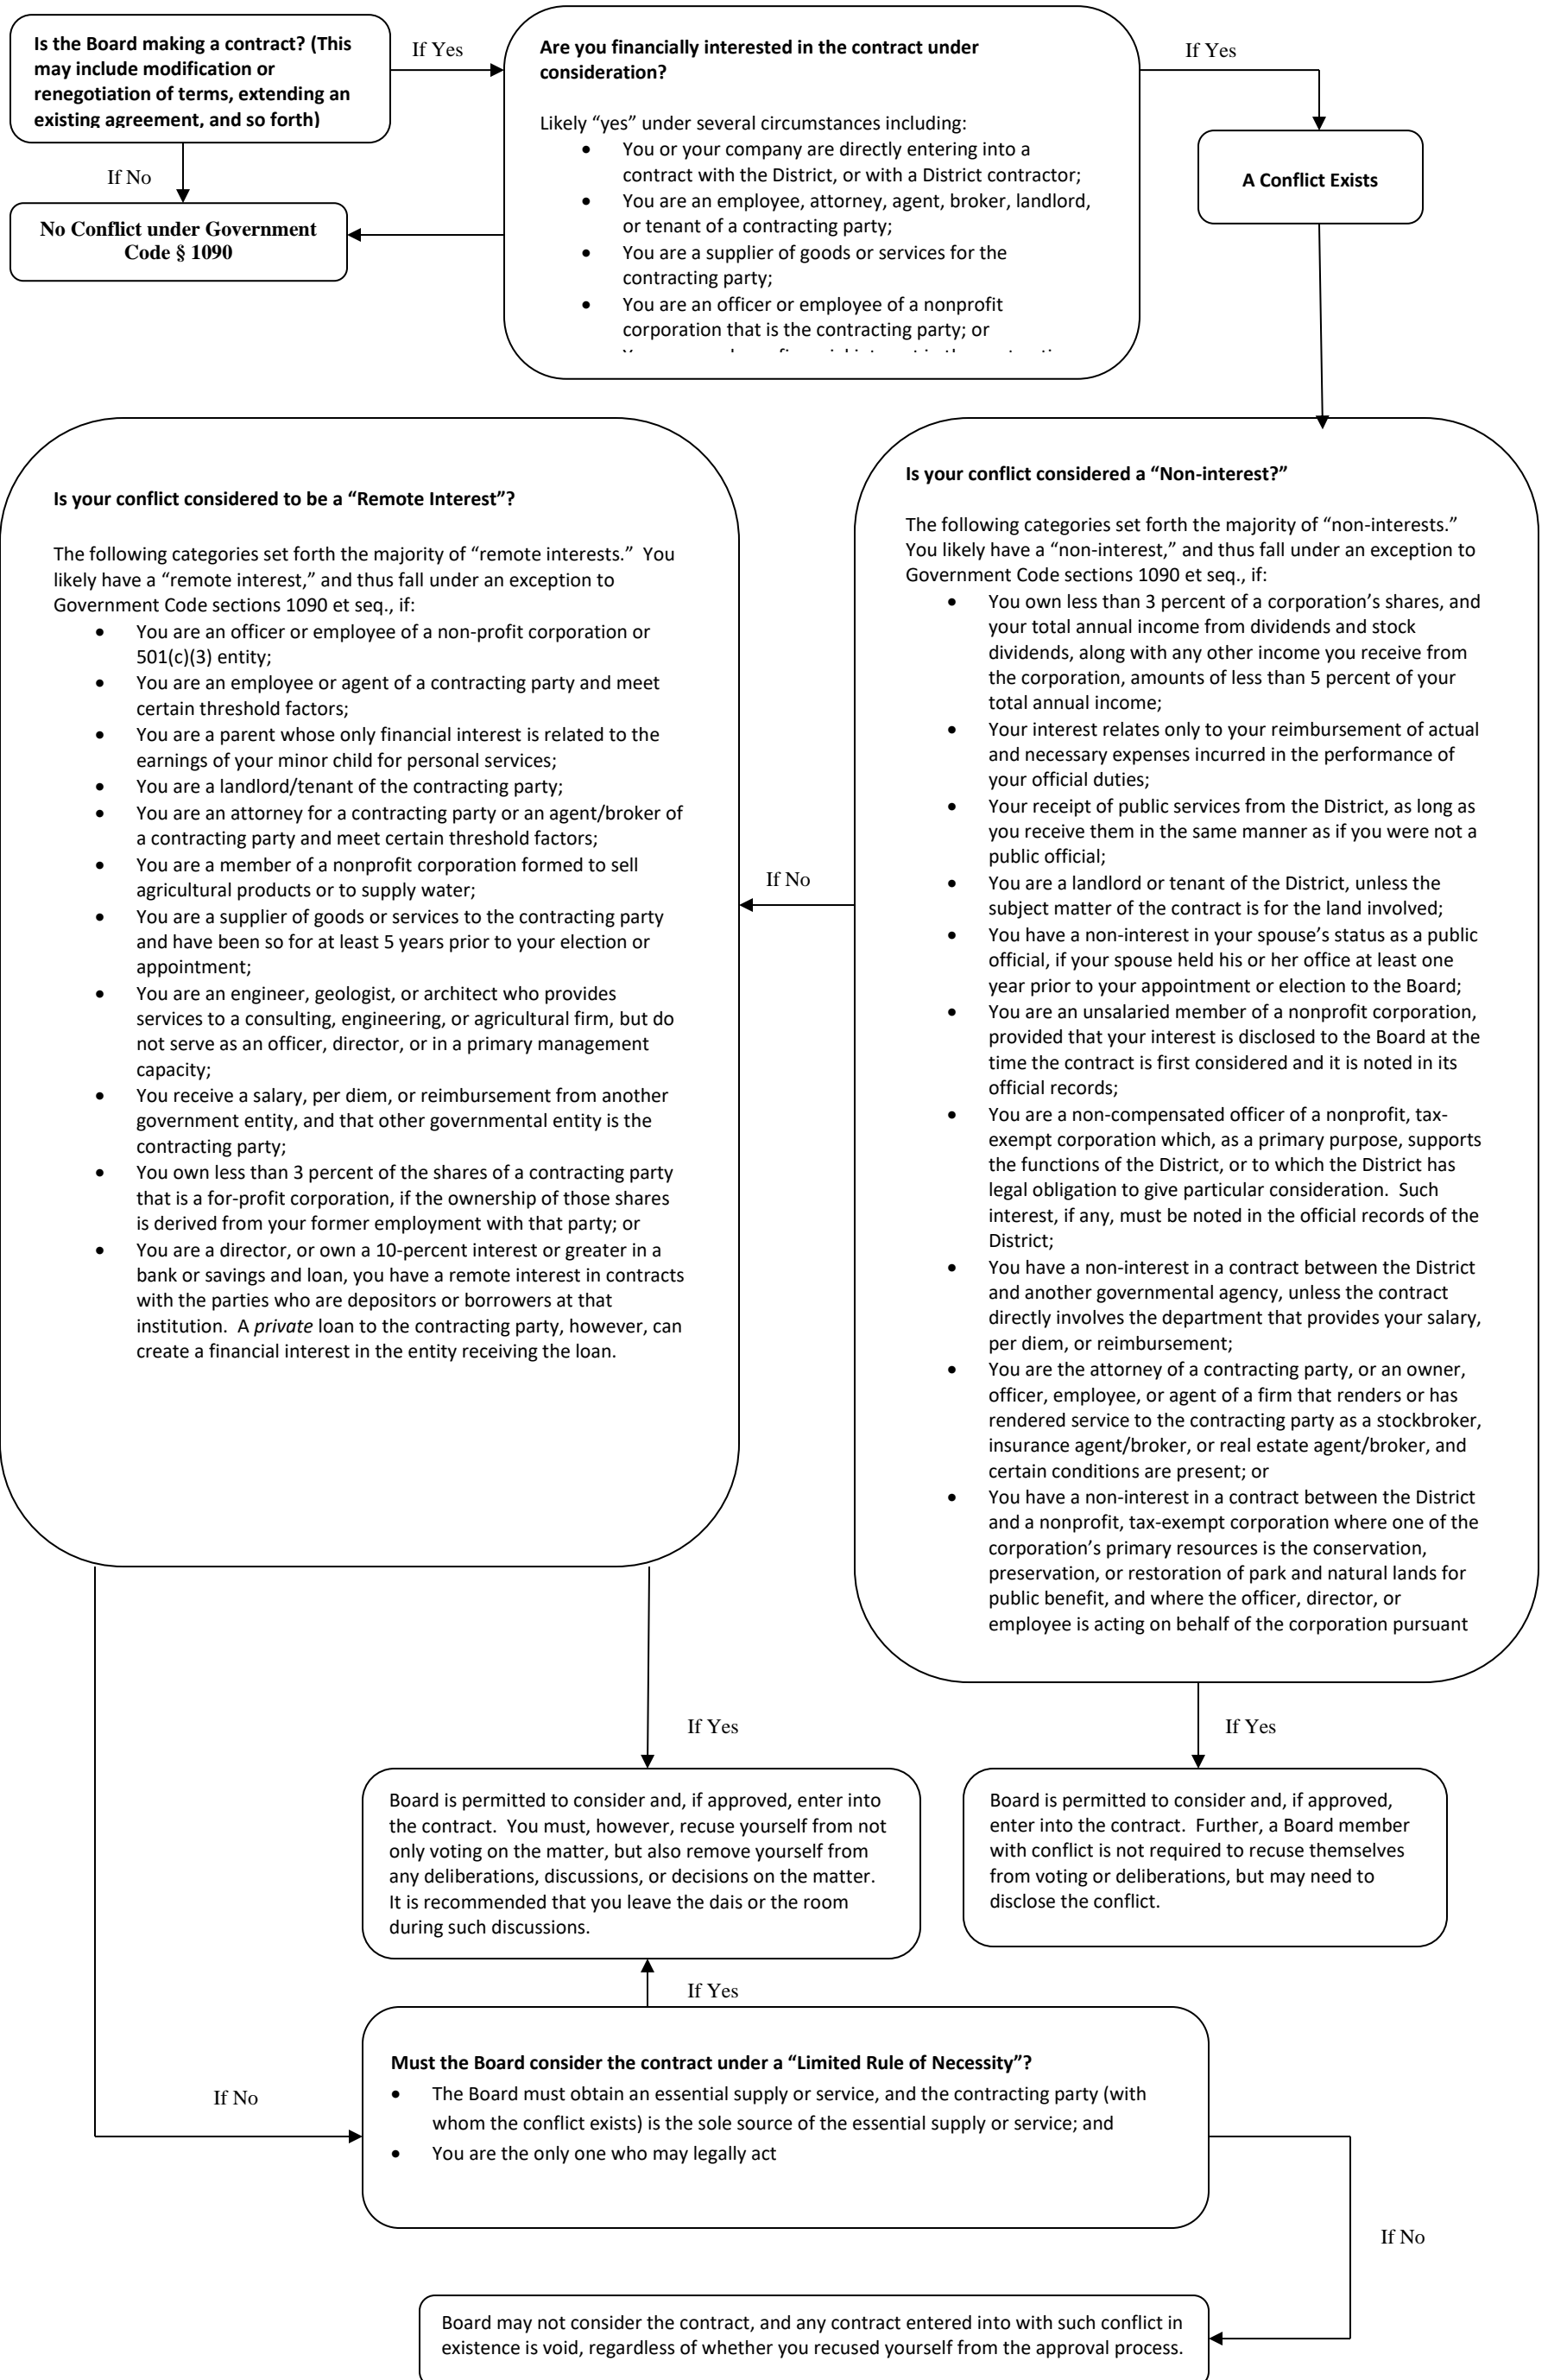 Is the Board making a contract? (This
may include modification or
renegotiation of terms, extending an
existing agreement, and so forth)
If Yes
Are you financially interested in the contract under
consideration?
Likely “yes” under several circumstances including:
• You or your company are directly entering into a
contract with the District, or with a District contractor;
• You are an employee, attorney, agent, broker, landlord,
or tenant of a contracting party;
• You are a supplier of goods or services for the
contracting party;
• You are an officer or employee of a nonprofit
corporation that is the contracting party; or
If Yes
A Conflict Exists
If No
No Conflict under Government
Code § 1090
Is your conflict considered a “Non-interest?”
The following categories set forth the majority of “non-interests.”
You likely have a “non-interest,” and thus fall under an exception to
Government Code sections 1090 et seq., if:
• You own less than 3 percent of a corporation’s shares, and
your total annual income from dividends and stock
dividends, along with any other income you receive from
the corporation, amounts of less than 5 percent of your
total annual income;
• Your interest relates only to your reimbursement of actual
and necessary expenses incurred in the performance of
your official duties;
• Your receipt of public services from the District, as long as
you receive them in the same manner as if you were not a
public official;
• You are a landlord or tenant of the District, unless the
subject matter of the contract is for the land involved;
• You have a non-interest in your spouse’s status as a public
official, if your spouse held his or her office at least one
year prior to your appointment or election to the Board;
• You are an unsalaried member of a nonprofit corporation,
provided that your interest is disclosed to the Board at the
time the contract is first considered and it is noted in its
official records;
• You are a non-compensated officer of a nonprofit, tax-
exempt corporation which, as a primary purpose, supports
the functions of the District, or to which the District has
legal obligation to give particular consideration. Such
interest, if any, must be noted in the official records of the
District;
• You have a non-interest in a contract between the District
and another governmental agency, unless the contract
directly involves the department that provides your salary,
per diem, or reimbursement;
• You are the attorney of a contracting party, or an owner,
officer, employee, or agent of a firm that renders or has
rendered service to the contracting party as a stockbroker,
insurance agent/broker, or real estate agent/broker, and
certain conditions are present; or
• You have a non-interest in a contract between the District
and a nonprofit, tax-exempt corporation where one of the
corporation’s primary resources is the conservation,
preservation, or restoration of park and natural lands for
public benefit, and where the officer, director, or
employee is acting on behalf of the corporation pursuant
If No
Is your conflict considered to be a “Remote Interest”?
The following categories set forth the majority of “remote interests.” You
likely have a “remote interest,” and thus fall under an exception to
Government Code sections 1090 et seq., if:
• You are an officer or employee of a non-profit corporation or
501(c)(3) entity;
• You are an employee or agent of a contracting party and meet
certain threshold factors;
• You are a parent whose only financial interest is related to the
earnings of your minor child for personal services;
• You are a landlord/tenant of the contracting party;
• You are an attorney for a contracting party or an agent/broker of
a contracting party and meet certain threshold factors;
• You are a member of a nonprofit corporation formed to sell
agricultural products or to supply water;
• You are a supplier of goods or services to the contracting party
and have been so for at least 5 years prior to your election or
appointment;
• You are an engineer, geologist, or architect who provides
services to a consulting, engineering, or agricultural firm, but do
not serve as an officer, director, or in a primary management
capacity;
• You receive a salary, per diem, or reimbursement from another
government entity, and that other governmental entity is the
contracting party;
• You own less than 3 percent of the shares of a contracting party
that is a for-profit corporation, if the ownership of those shares
is derived from your former employment with that party; or
• You are a director, or own a 10-percent interest or greater in a
bank or savings and loan, you have a remote interest in contracts
with the parties who are depositors or borrowers at that
institution. A private loan to the contracting party, however, can
create a financial interest in the entity receiving the loan.
If Yes
Board is permitted to consider and, if approved, enter into
the contract. You must, however, recuse yourself from not
only voting on the matter, but also remove yourself from
any deliberations, discussions, or decisions on the matter.
It is recommended that you leave the dais or the room
during such discussions.
If Yes
Board is permitted to consider and, if approved,
enter into the contract. Further, a Board member
with conflict is not required to recuse themselves
from voting or deliberations, but may need to
disclose the conflict.
If Yes
If No
Must the Board consider the contract under a “Limited Rule of Necessity”?
• The Board must obtain an essential supply or service, and the contracting party (with
whom the conflict exists) is the sole source of the essential supply or service; and
• You are the only one who may legally act
If No
Board may not consider the contract, and any contract entered into with such conflict in
existence is void, regardless of whether you recused yourself from the approval process.